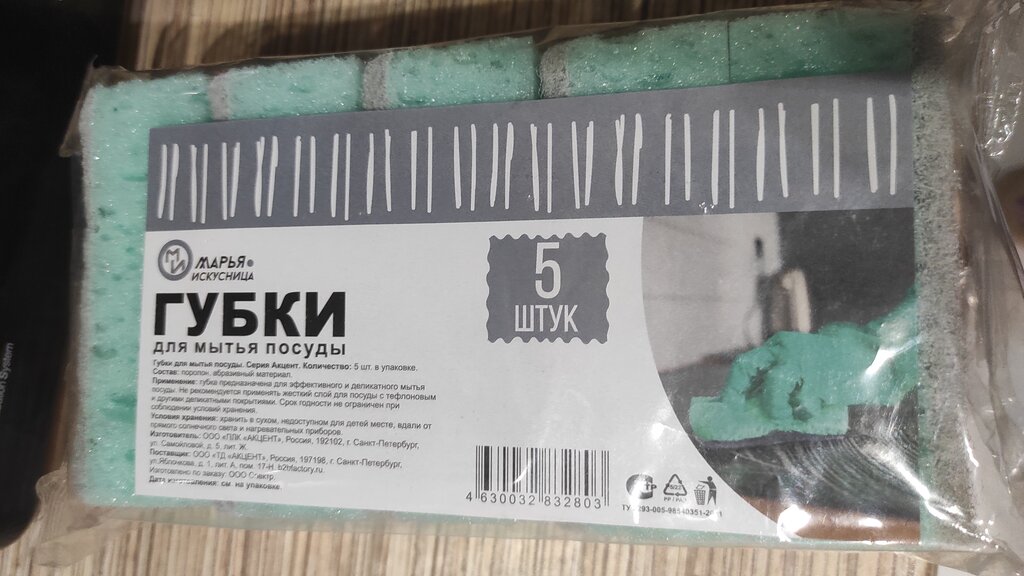 МИ МАРЬЯ®
ИСКУСНИЦА
ГУБКИ
для мытья посуды
5
ШТУК
Губки для мытья посуды. Серия Акцент. Количество: 5 шт. в упаковке.
Состав: поролон, абразивный материал.
Применение: губка предназначена для эффективного и деликатного мытья
посуды. Не рекомендуется применять жесткий слой для посуды с тефлоновым
и другими деликатными покрытиями. Срок годности не ограничен при
соблюдении условий хранения.
Условия хранения: хранить в сухом, недоступном для детей месте, вдали от
прямого солнечного света и нагревательных приборов.
Изготовитель: ООО «ПЛК «АКЦЕНТ», Россия, 192102, г. Санкт-Петербург,
ул. Самойловой, д. 5, лит. Ж
Поставщик: ООО «ТД «АКЦЕНТ», Россия, 197198, г. Санкт-Петербург,
ул. Яблочкова, д. 1, лит. А, пом. 17-Н, b2bfactory.ru.
Изготовлено по заказу: ООО
Дата изготовления: см. на упаковке.
4 630032 832803
System